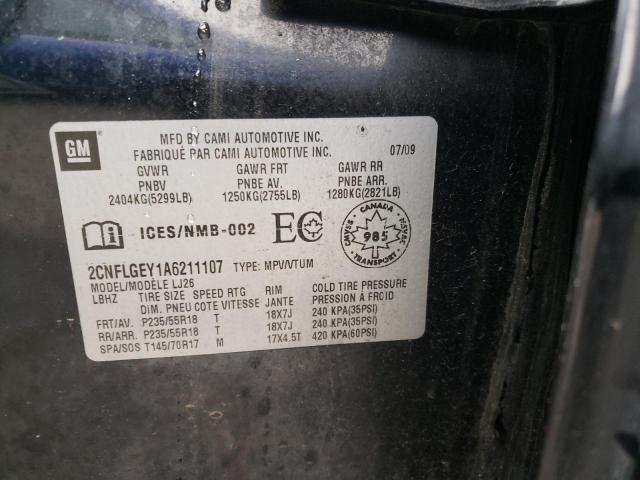 GM
MFD BY CAMI AUTOMOTIVE INC.
FABRIQUÉ PAR CAMI AUTOMOTIVE INC. 07/09
GVWR GAWR FRT GAWR RR
PNBV PNBE AV. PNBE ARR.
2404KG(5299LB) 1250KG(2755LB) 1280KG(2821LB)
ICES/NMB-002 EC
CANADA
985
CMVSS NSVAC
2CNFLGEY1A6211107 TYPE: MPV/VTUM
MODEL/MODÈLE LJ26
LBHZ TIRE SIZE SPEED RTG RIM COLD TIRE PRESSURE
DIM. PNEU COTE VITESSE JANTE PRESSION A FROID
FRT/AV. P235/55R18 T 18X7J 240 KPA(35PSI)
RR/ARR. P235/55R18 T 18X7J 240 KPA(35PSI)
SPA/SOS T145/70R17 M 17X4.5T 420 KPA(60PSI)